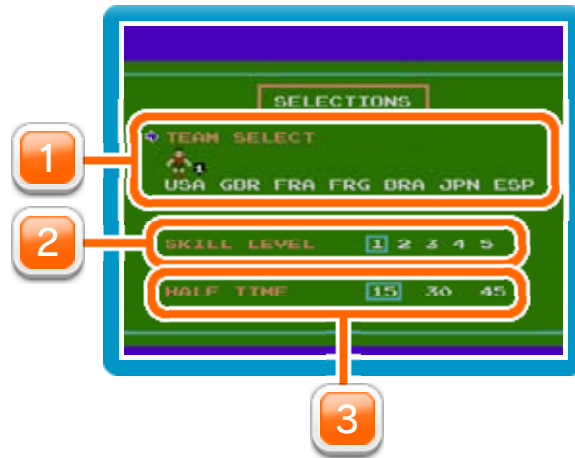 SELECTIONS
1
TEAM SELECT
1
USA GBR FRA FRG BRA JPN ESP
2
SKILL LEVEL 1 2 3 4 5
HALF TIME 15 30 45
3